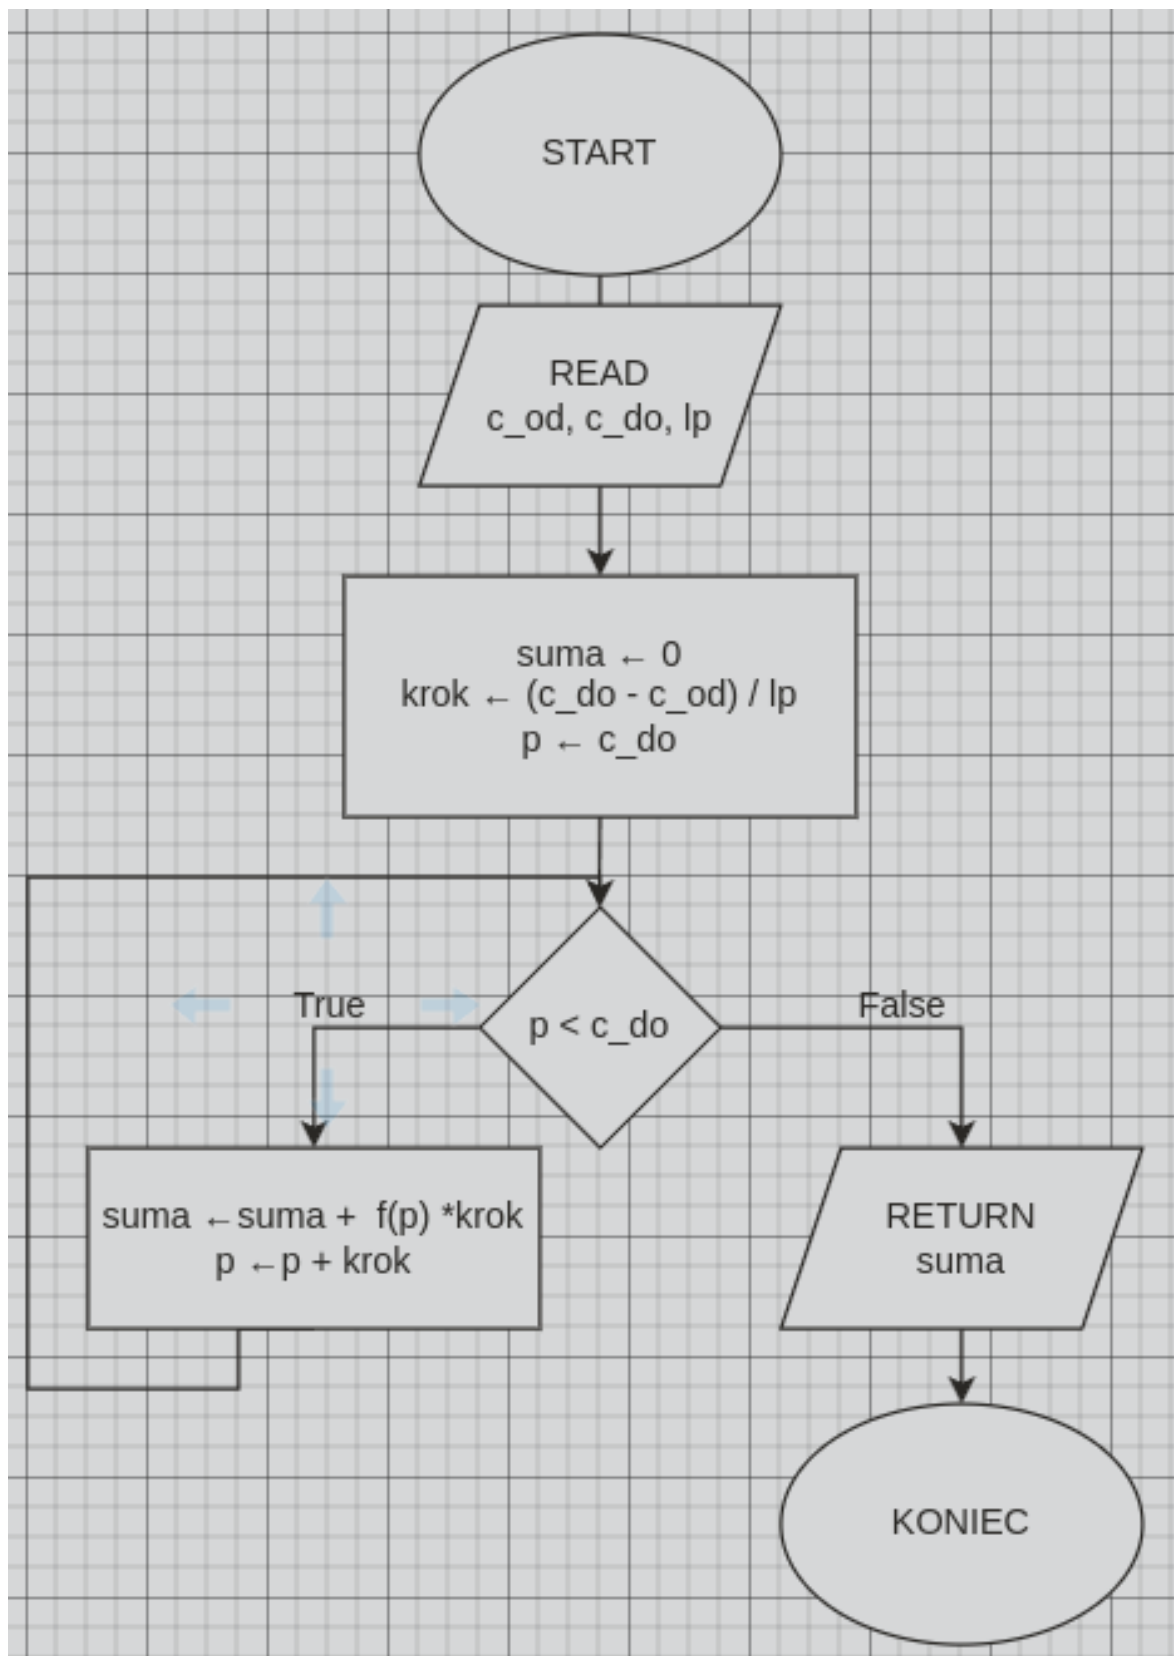 START
READ
c_od, c_do, lp
suma ← 0
krok ← (c_do - c_od) / lp
p ← c_do
p < c_do
True
False
suma ←suma +  f(p) *krok
p ←p + krok
RETURN
suma
KONIEC